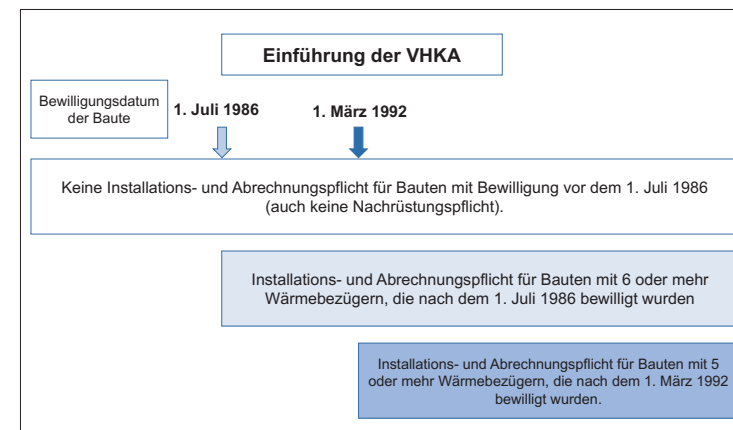 Einführung der VHKA
Bewilligungsdatum
der Baute
1. Juli 1986
1. März 1992
Keine Installations- und Abrechnungspflicht für Bauten mit Bewilligung vor dem 1. Juli 1986
(auch keine Nachrüstungspflicht).
Installations- und Abrechnungspflicht für Bauten mit 6 oder mehr
Wärmebezügern, die nach dem 1. Juli 1986 bewilligt wurden
Installations- und Abrechnungspflicht für Bauten mit 5
oder mehr Wärmebezügern, die nach dem 1. März 1992
bewilligt wurden.